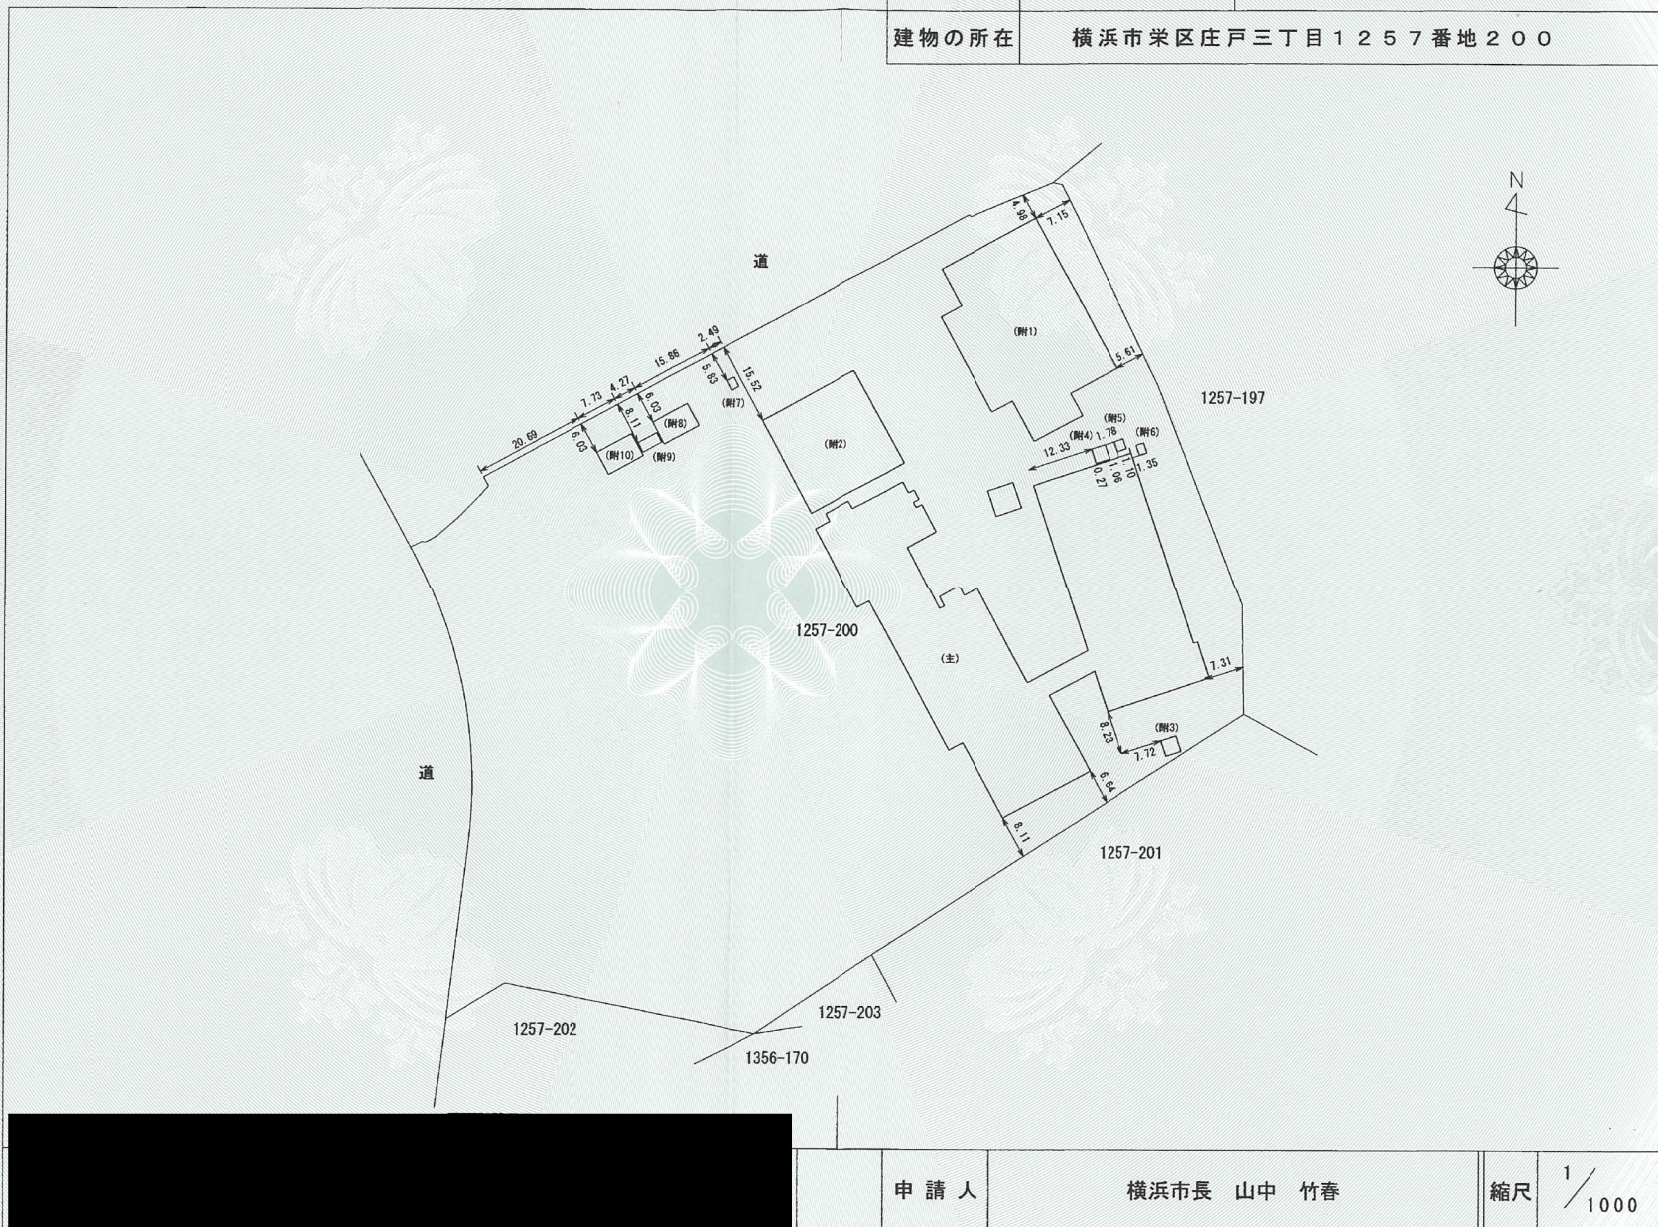 建物の所在 横浜市栄区庄戸三丁目１２５７番地２００
N
4.98
7.15
道
(附1)
2.49
15.86
5.83
15.52
5.61
4.27
7.73
6.03
8.11
(附7)
1257-197
20.69
6.03
(附8)
(附2)
(附5)
(附4) 1.78 (附6)
12.33
(附10) (附9)
0.27 1.06 1.10 1.35
1257-200
(主)
7.31
8.23
(附3)
7.72
道
6.64
8.11
1257-201
1257-203
1257-202
1356-170
申請人 横浜市長 山中 竹春 縮尺 1/1000